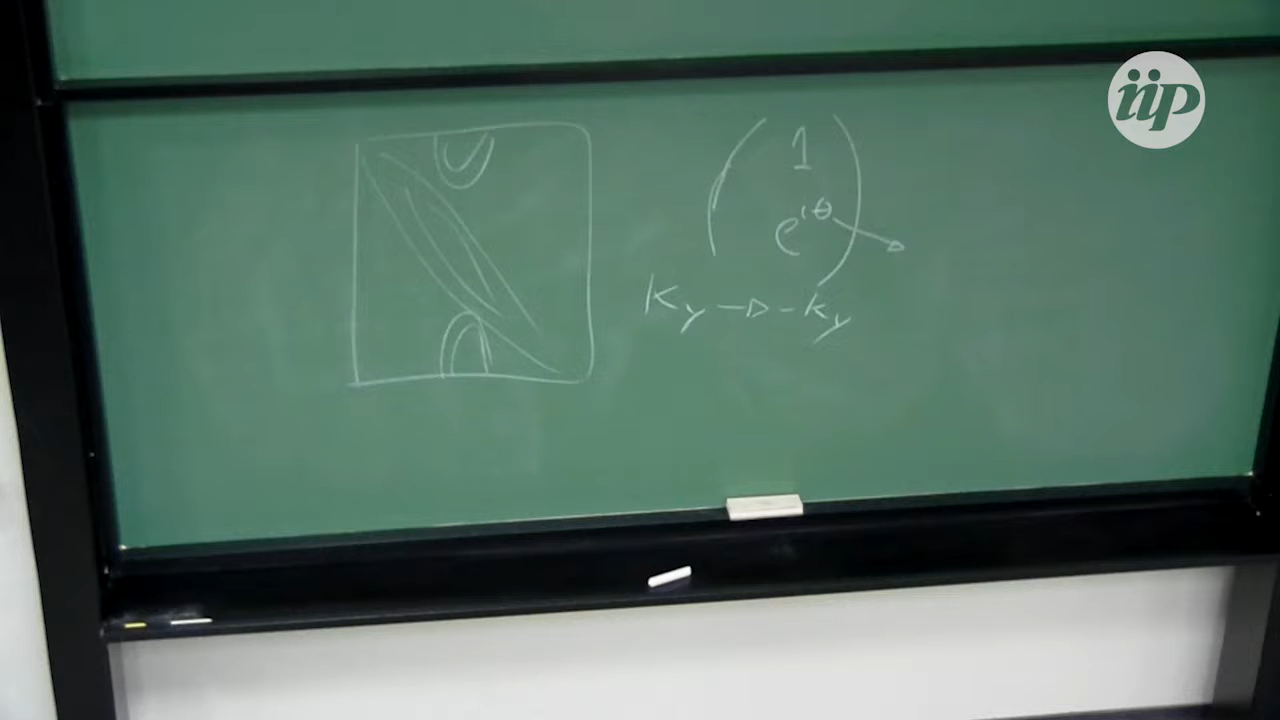 1
e^{iθ}
k_y → -k_y
iip